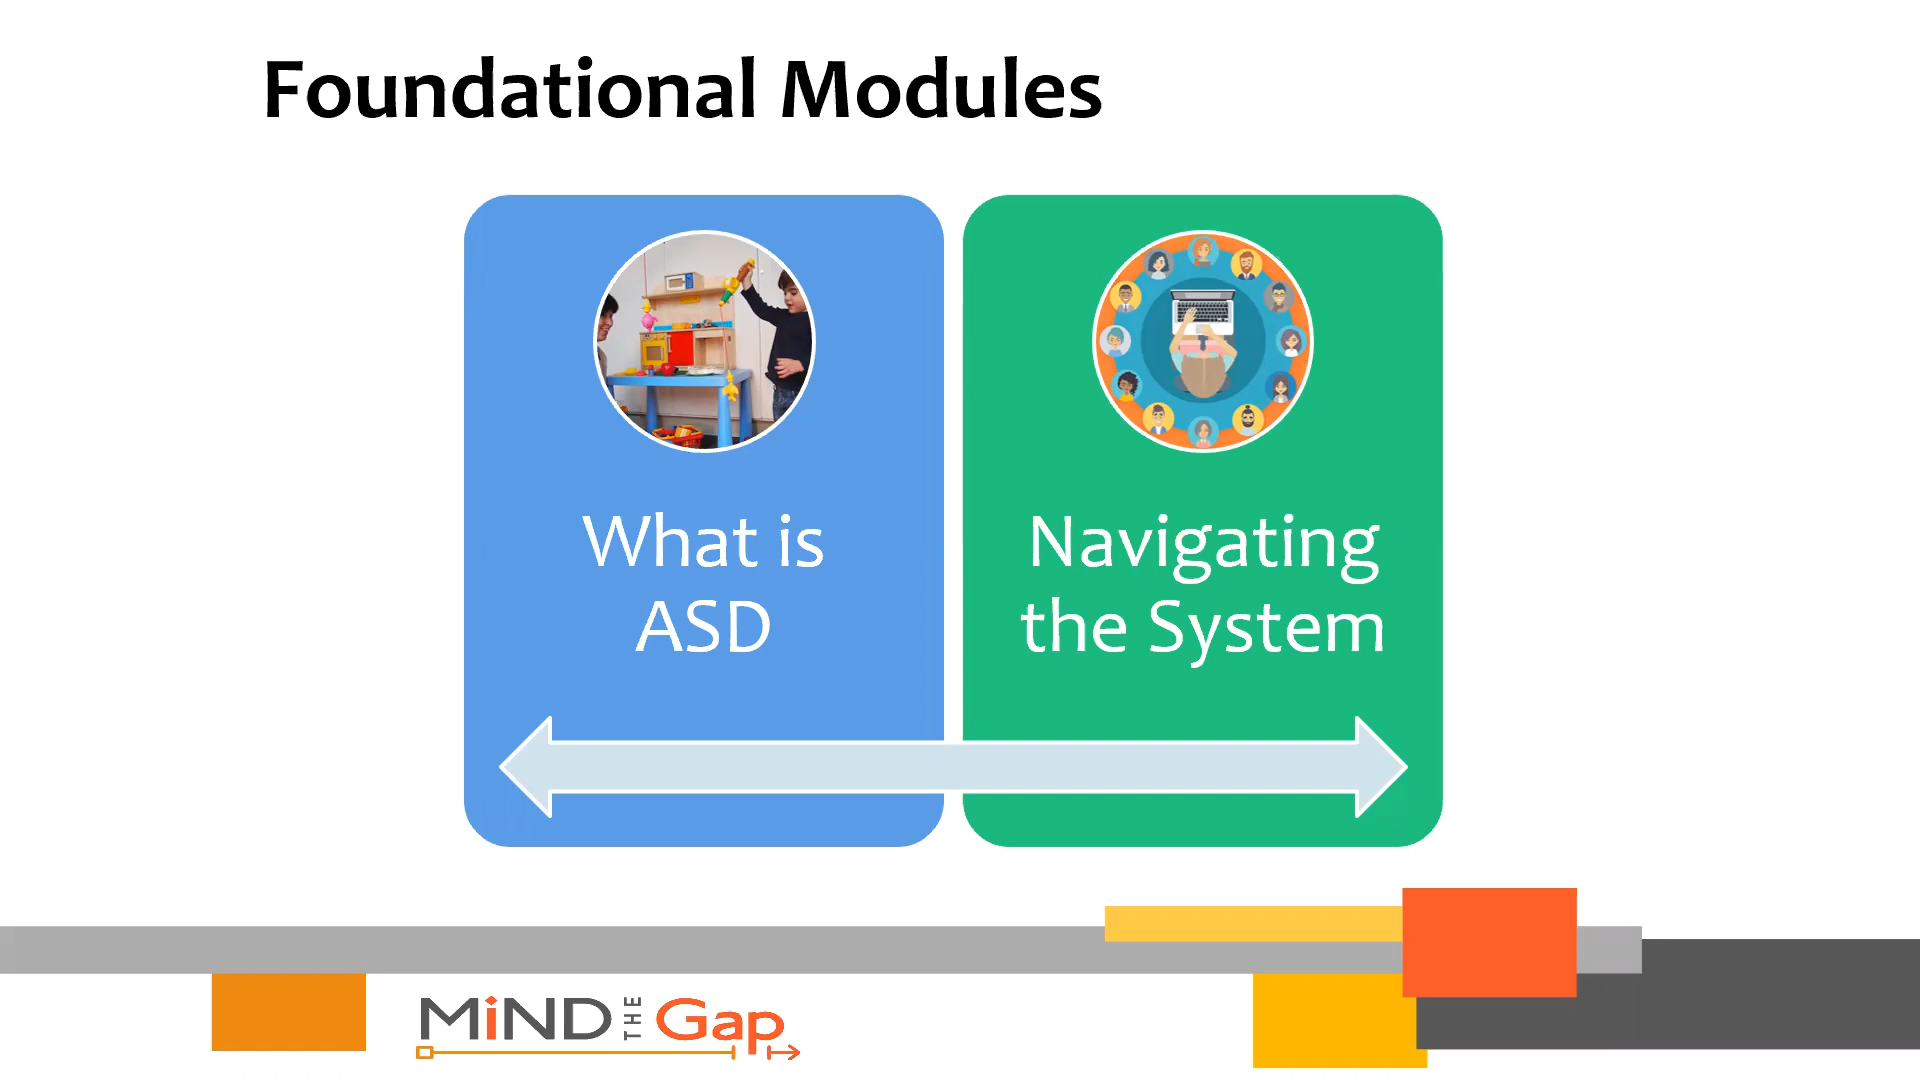 Foundational Modules
What is
ASD
Navigating
the System
MiND THE Gap